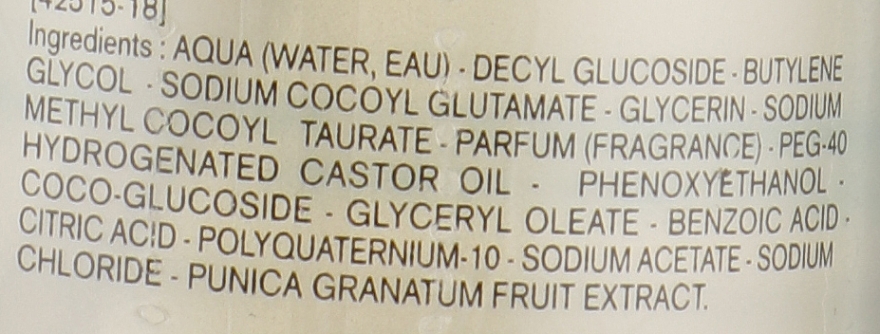 [42515-18]
Ingredients : AQUA (WATER, EAU) - DECYL GLUCOSIDE - BUTYLENE
GLYCOL - SODIUM COCOYL GLUTAMATE - GLYCERIN - SODIUM
METHYL COCOYL TAURATE - PARFUM (FRAGRANCE) - PEG-40
HYDROGENATED CASTOR OIL - PHENOXYETHANOL -
COCO-GLUCOSIDE - GLYCERYL OLEATE - BENZOIC ACID -
CITRIC ACID - POLYQUATERNIUM-10 - SODIUM ACETATE - SODIUM
CHLORIDE - PUNICA GRANATUM FRUIT EXTRACT.